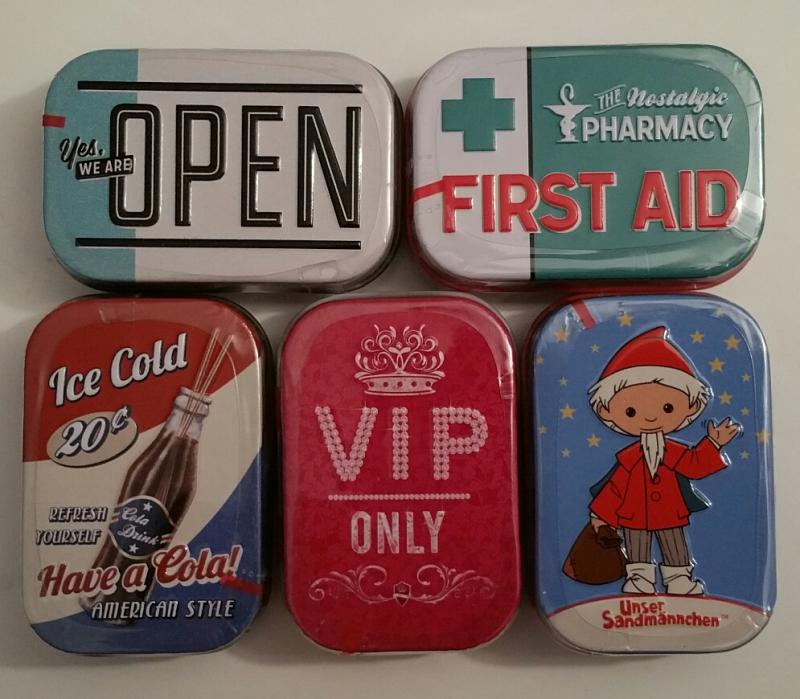 Yes,
WE ARE
OPEN
THE Nostalgic
PHARMACY
FIRST AID
Ice Cold
20¢
REFRESH
YOURSELF
Cola
Drink
Have a Cola!
AMERICAN STYLE
VIP
ONLY
Unser
Sandmännchen™